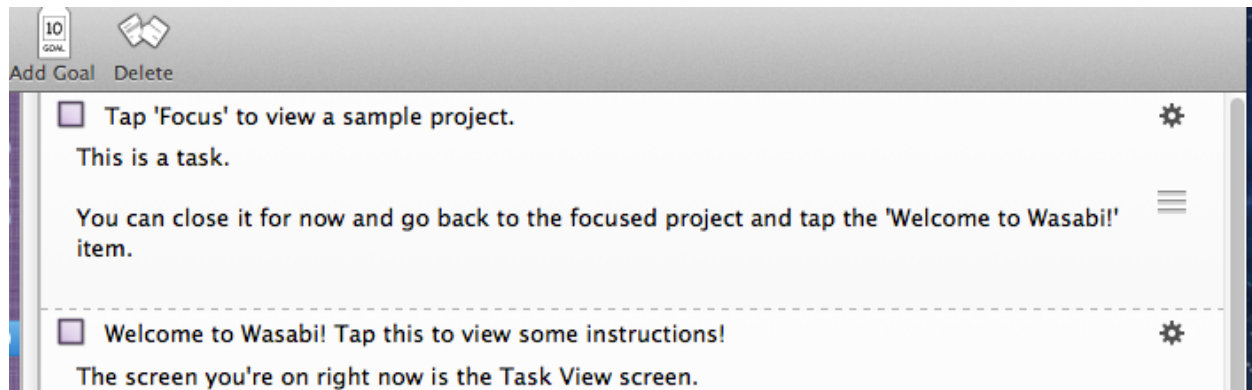 10
GOAL
Add Goal Delete
Tap 'Focus' to view a sample project.
This is a task.
You can close it for now and go back to the focused project and tap the 'Welcome to Wasabi!'
item.
Welcome to Wasabi! Tap this to view some instructions!
The screen you're on right now is the Task View screen.